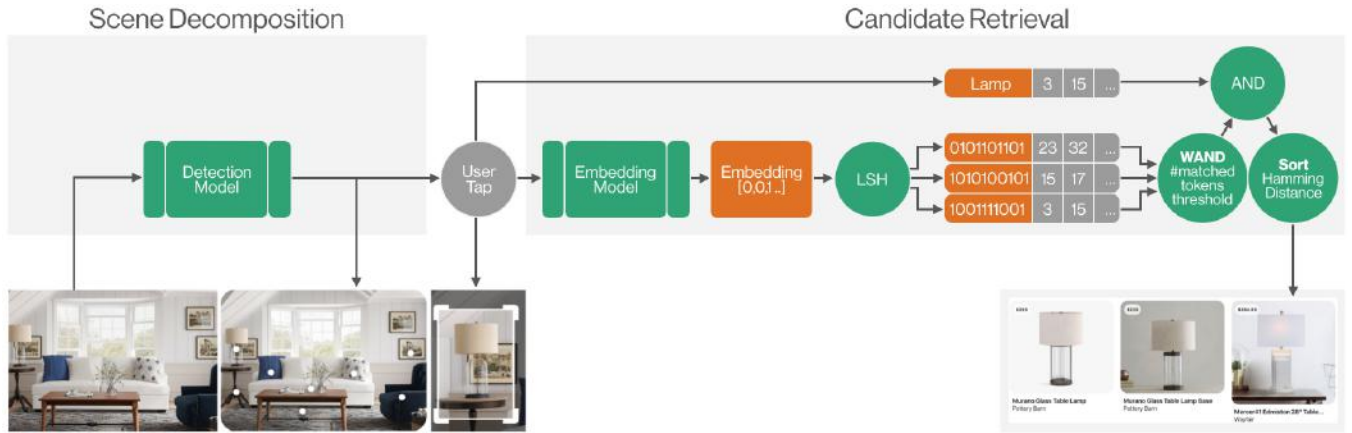 Scene Decomposition
Candidate Retrieval
Lamp 3 15 ...
AND
Detection
Model
User
Tap
Embedding
Model
Embedding
[0,0,1 ..]
LSH
0101101101 23 32 ...
1010100101 15 17 ...
1001111001 3 15 ...
WAND
#matched
tokens
threshold
Sort
Hamming
Distance
Murano Glass Table Lamp
Pottery Barn
Murano Glass Table Lamp Base
Pottery Barn
Table...
Wayfair